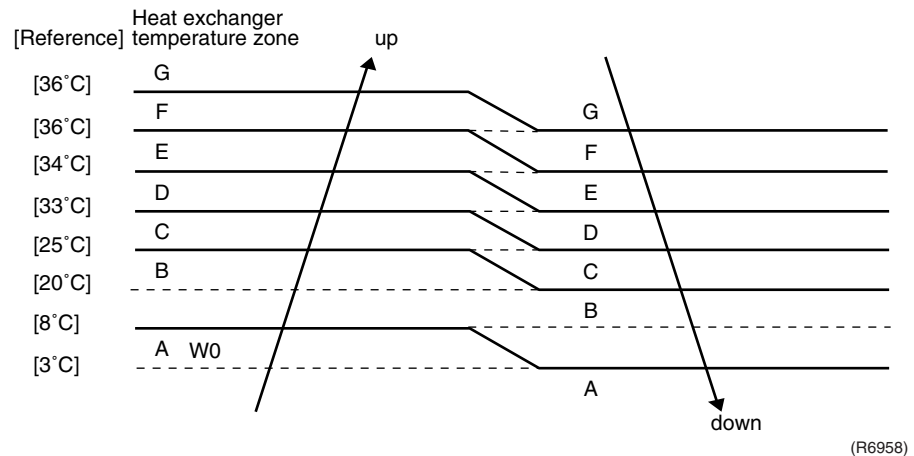 Heat exchanger
[Reference] temperature zone up
[36˚C] G
[36˚C] F G
[34˚C] E F
[33˚C] D E
[25˚C] C D
[20˚C] B C
[8˚C] B
[3˚C] A W0
A
down
(R6958)